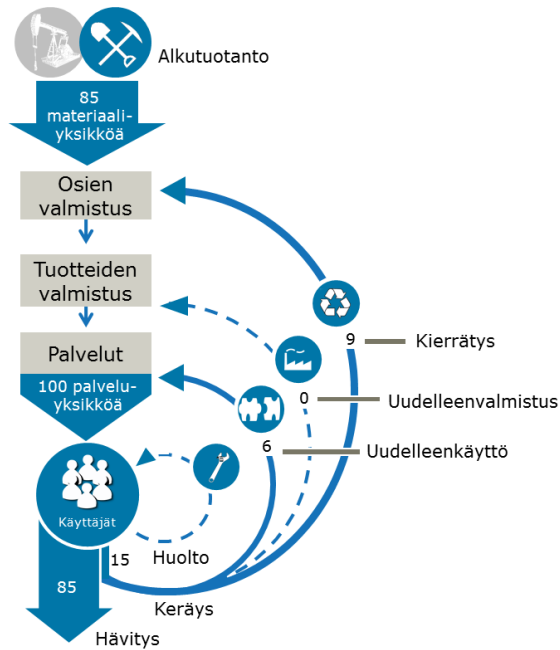 Alkutuotanto
85
materiaali-
yksikköä
Osien
valmistus
Tuotteiden
valmistus
Palvelut
100 palvelu-
yksikköä
9
Kierrätys
0
Uudelleenvalmistus
6
Uudelleenkäyttö
Käyttäjät
15
Huolto
85
Keräys
Hävitys